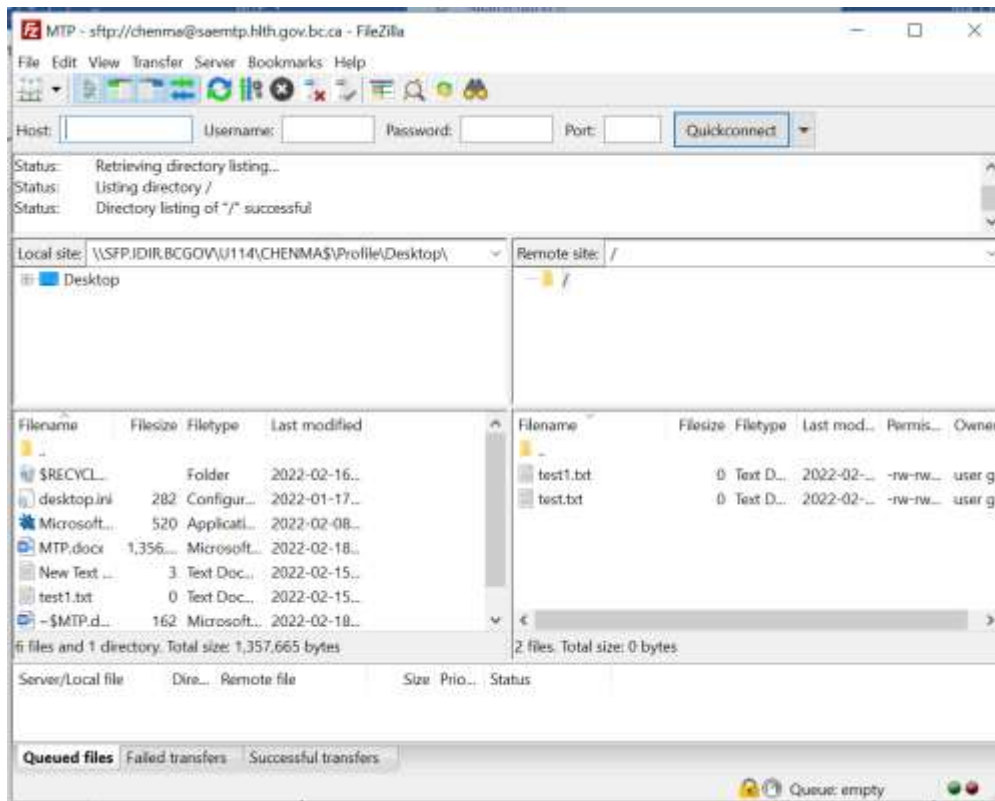 MTP - sftp://chenma@saemtp.hlth.gov.bc.ca - FileZilla
File Edit View Transfer Server Bookmarks Help
Host: Username: Password: Port: Quickconnect
Status: Retrieving directory listing...
Status: Listing directory /
Status: Directory listing of "/" successful
Local site: \\SFP.IDIR.BCGOV\U114\CHENMA$\Profile\Desktop\ Remote site: /
Desktop /
Filename Filesize Filetype Last modified Filename Filesize Filetype Last mod... Permis... Owner
.. ..
$RECYCL... Folder 2022-02-16... test1.txt 0 Text D... 2022-02-... -rw-rw... user g
desktop.ini 282 Configur... 2022-01-17... test.txt 0 Text D... 2022-02-... -rw-rw... user g
Microsoft... 520 Applicati... 2022-02-08...
MTP.docx 1,356... Microsoft... 2022-02-18...
New Text ... 3 Text Doc... 2022-02-15...
test1.txt 0 Text Doc... 2022-02-15...
~$MTP.d... 162 Microsoft... 2022-02-18...
6 files and 1 directory. Total size: 1,357,665 bytes 2 files. Total size: 0 bytes
Server/Local file Dire... Remote file Size Prio... Status
Queued files Failed transfers Successful transfers
Queue: empty